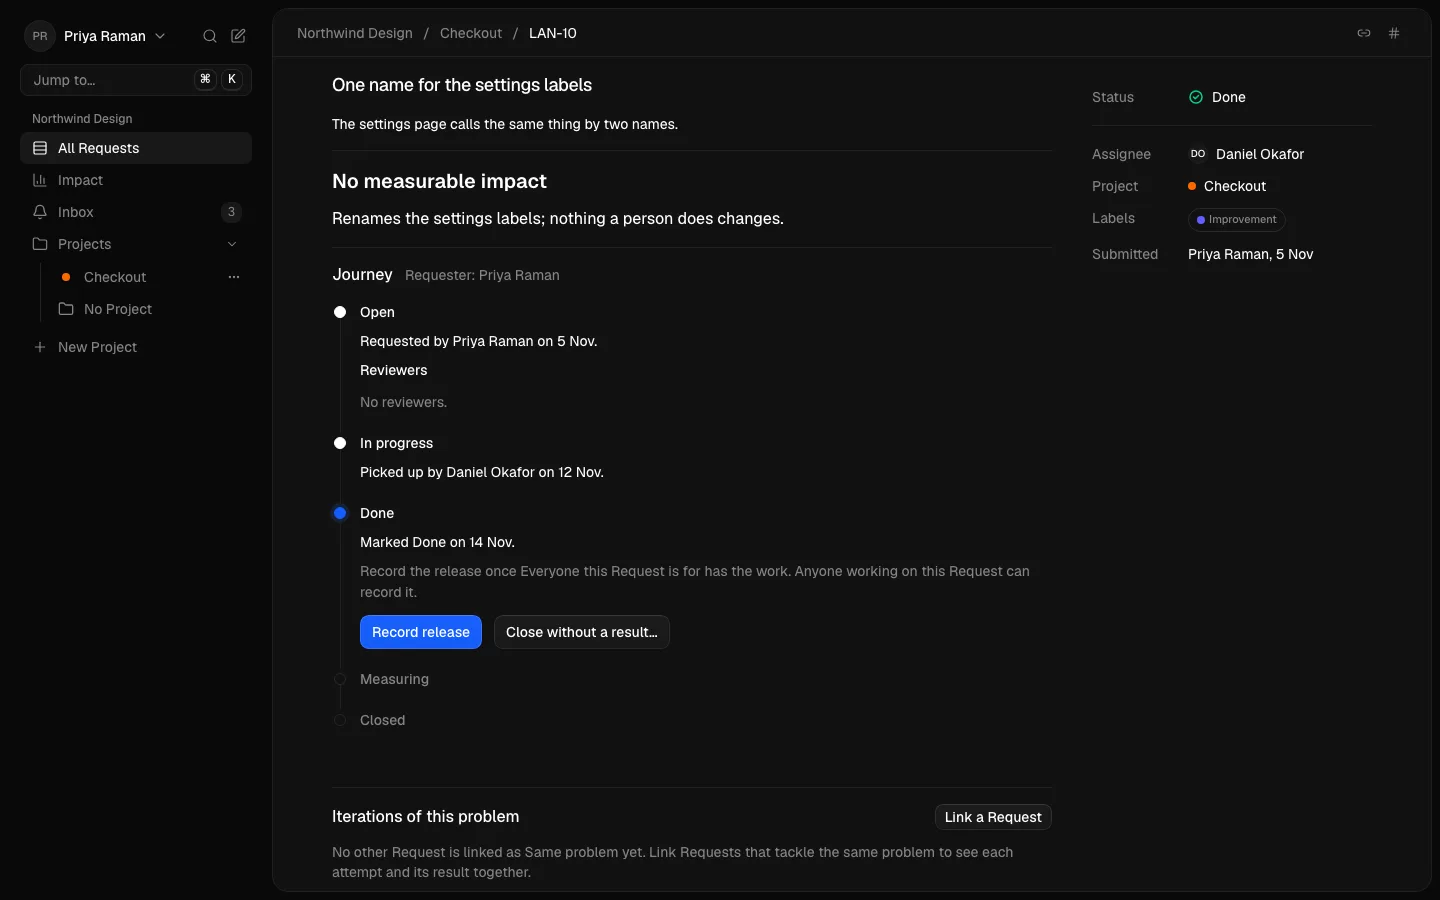 PR Priya Raman
Jump to... ⌘ K
Northwind Design
All Requests
Impact
Inbox 3
Projects
Checkout
No Project
New Project
Northwind Design / Checkout / LAN-10
One name for the settings labels
The settings page calls the same thing by two names.
No measurable impact
Renames the settings labels; nothing a person does changes.
Journey Requester: Priya Raman
Open
Requested by Priya Raman on 5 Nov.
Reviewers
No reviewers.
In progress
Picked up by Daniel Okafor on 12 Nov.
Done
Marked Done on 14 Nov.
Record the release once Everyone this Request is for has the work. Anyone working on this Request can
record it.
Record release Close without a result...
Measuring
Closed
Iterations of this problem Link a Request
No other Request is linked as Same problem yet. Link Requests that tackle the same problem to see each
attempt and its result together.
Status Done
Assignee DO Daniel Okafor
Project Checkout
Labels Improvement
Submitted Priya Raman, 5 Nov